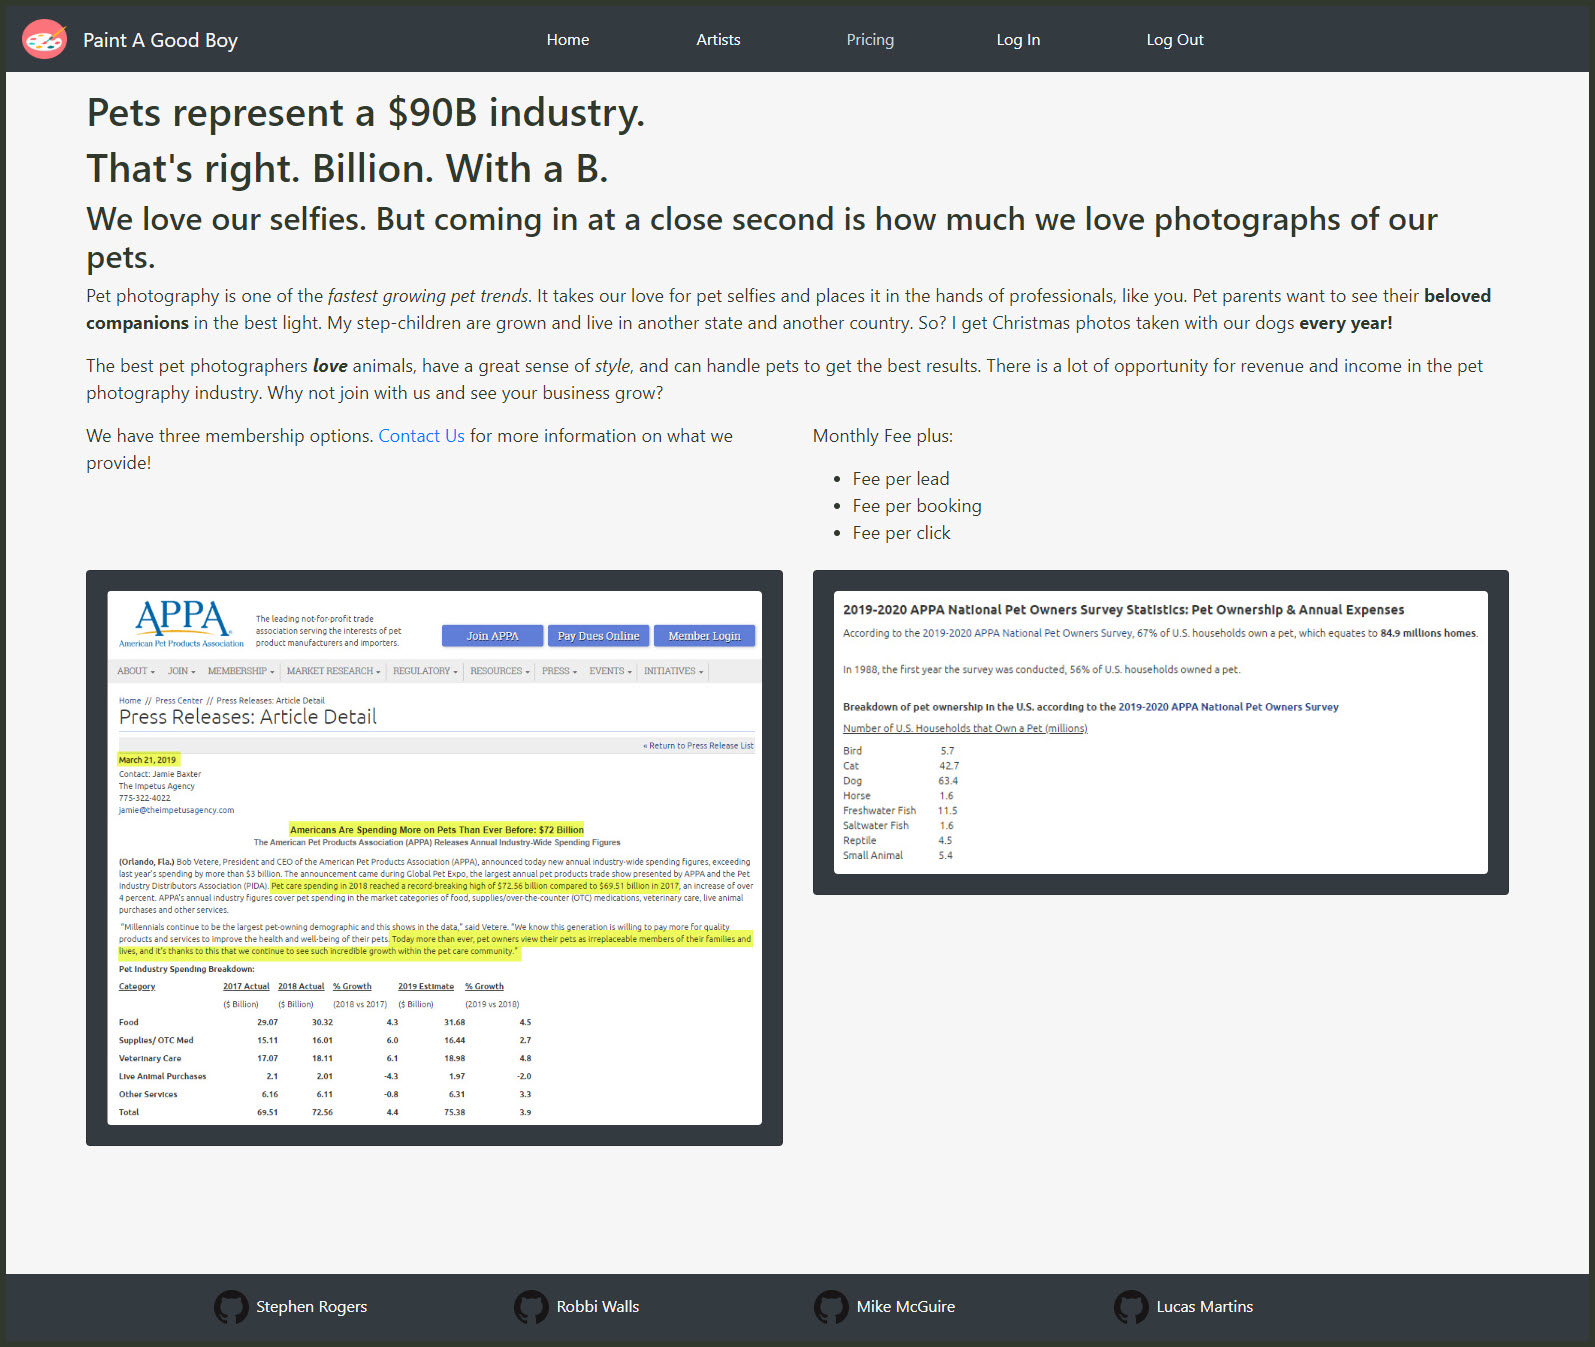 Paint A Good Boy
Home Artists Pricing Log In Log Out
Pets represent a $90B industry.
That's right. Billion. With a B.
We love our selfies. But coming in at a close second is how much we love photographs of our
pets.
Pet photography is one of the fastest growing pet trends. It takes our love for pet selfies and places it in the hands of professionals, like you. Pet parents want to see their beloved
companions in the best light. My step-children are grown and live in another state and another country. So? I get Christmas photos taken with our dogs every year!
The best pet photographers love animals, have a great sense of style, and can handle pets to get the best results. There is a lot of opportunity for revenue and income in the pet
photography industry. Why not join with us and see your business grow?
We have three membership options. Contact Us for more information on what we
provide!
Monthly Fee plus:
• Fee per lead
• Fee per booking
• Fee per click
APPA
American Pet Products Association
The leading not-for-profit trade
association serving the interests of pet
product manufacturers and importers.
Join APPA Pay Dues Online Member Login
ABOUT JOIN MEMBERSHIP MARKET RESEARCH REGULATORY RESOURCES PRESS EVENTS INITIATIVES
Home // Press Center // Press Releases: Article Detail
Press Releases: Article Detail
« Return to Press Release List
March 21, 2019
Contact: Jamie Baxter
The Impetus Agency
775-322-4022
jamie@theimpetusagency.com
Americans Are Spending More on Pets Than Ever Before: $72 Billion
The American Pet Products Association (APPA) Releases Annual Industry-Wide Spending Figures
(Orlando, Fla.) Bob Vetere, President and CEO of the American Pet Products Association (APPA), announced today new annual industry-wide spending figures, exceeding
last year's spending by more than $3 billion. The announcement came during Global Pet Expo, the largest annual pet products trade show presented by APPA and the Pet
Industry Distributors Association (PIDA). Pet care spending in 2018 reached a record-breaking high of $72.56 billion compared to $69.51 billion in 2017, an increase of over
4 percent. APPA's annual industry figures cover pet spending in the market categories of food, supplies/over-the-counter (OTC) medications, veterinary care, live animal
purchases and other services.
"Millennials continue to be the largest pet-owning demographic and this shows in the data," said Vetere. "We know this generation is willing to pay more for quality
products and services to improve the health and well-being of their pets. Today more than ever, pet owners view their pets as irreplaceable members of their families and
lives, and it's thanks to this that we continue to see such incredible growth within the pet care community."
Pet Industry Spending Breakdown:
Category 2017 Actual 2018 Actual % Growth 2019 Estimate % Growth
($ Billion) ($ Billion) (2018 vs 2017) ($ Billion) (2019 vs 2018)
Food 29.07 30.32 4.3 31.68 4.5
Supplies/ OTC Med 15.11 16.01 6.0 16.44 2.7
Veterinary Care 17.07 18.11 6.1 18.98 4.8
Live Animal Purchases 2.1 2.01 -4.3 1.97 -2.0
Other Services 6.16 6.11 -0.8 6.31 3.3
Total 69.51 72.56 4.4 75.38 3.9
2019-2020 APPA National Pet Owners Survey Statistics: Pet Ownership & Annual Expenses
According to the 2019-2020 APPA National Pet Owners Survey, 67% of U.S. households own a pet, which equates to 84.9 millions homes.
In 1988, the first year the survey was conducted, 56% of U.S. households owned a pet.
Breakdown of pet ownership in the U.S. according to the 2019-2020 APPA National Pet Owners Survey
Number of U.S. Households that Own a Pet (millions)
Bird 5.7
Cat 42.7
Dog 63.4
Horse 1.6
Freshwater Fish 11.5
Saltwater Fish 1.6
Reptile 4.5
Small Animal 5.4
Stephen Rogers Robbi Walls Mike McGuire Lucas Martins